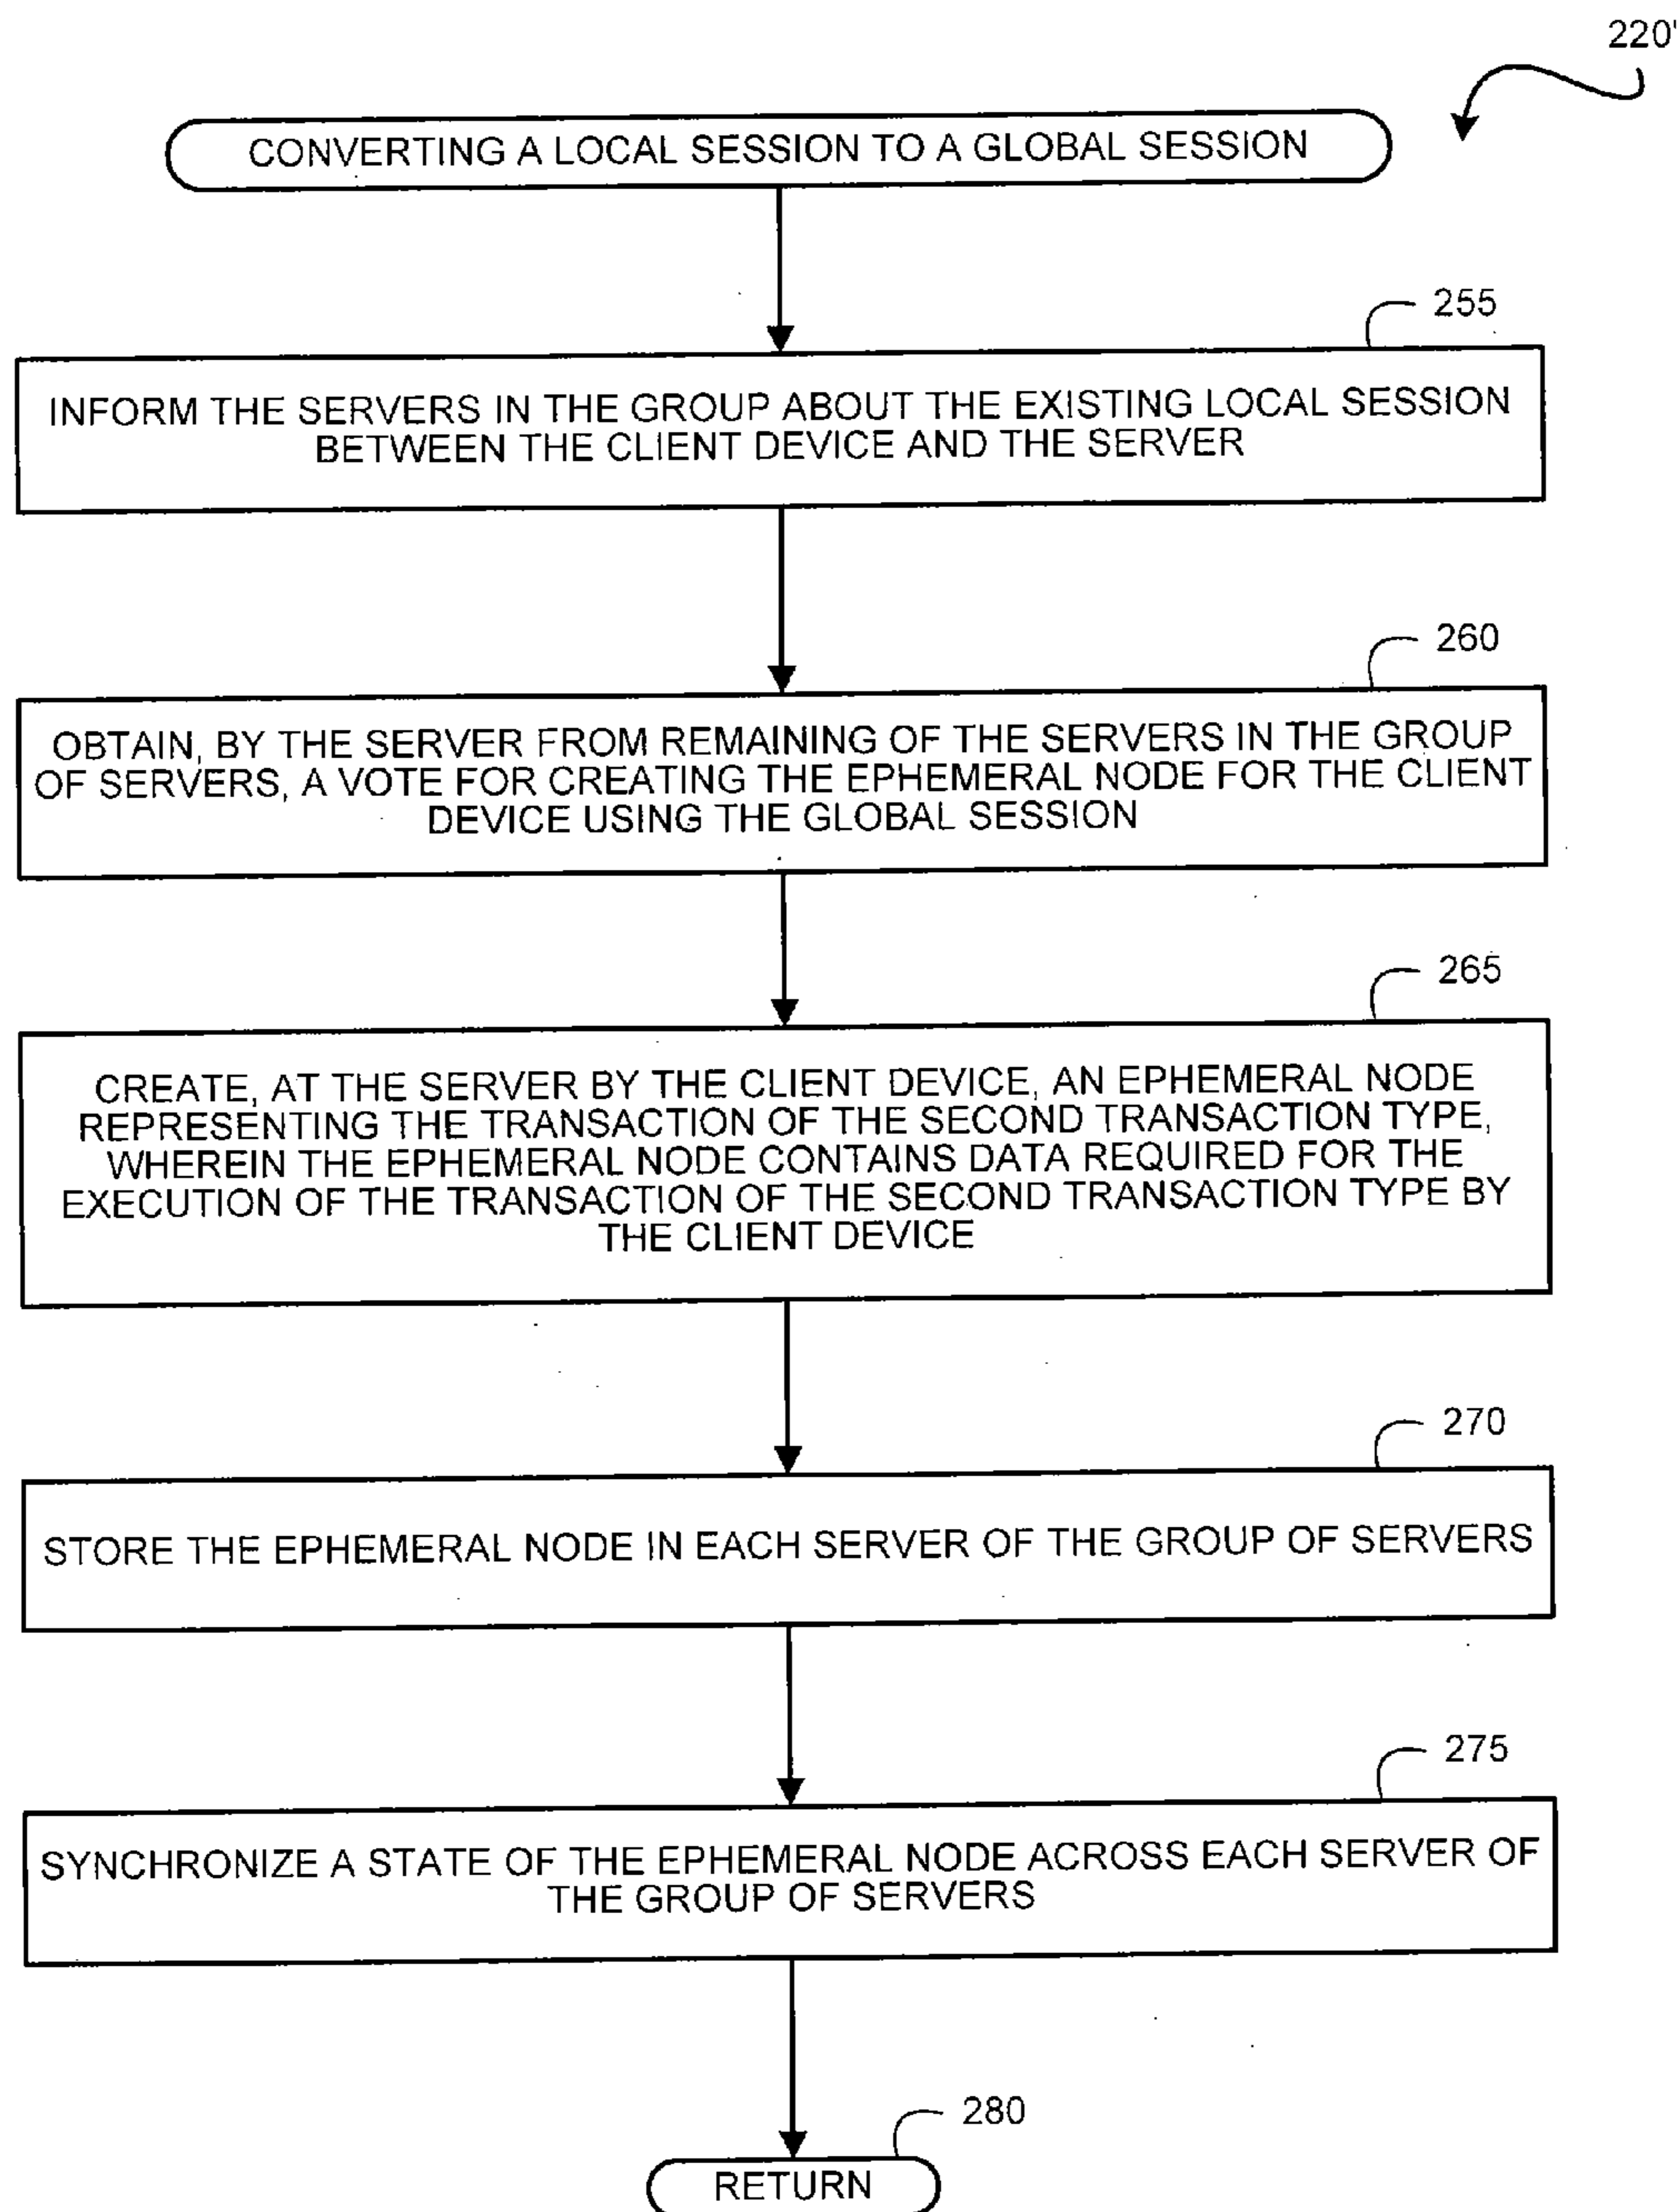 220'
CONVERTING A LOCAL SESSION TO A GLOBAL SESSION
255
INFORM THE SERVERS IN THE GROUP ABOUT THE EXISTING LOCAL SESSION
BETWEEN THE CLIENT DEVICE AND THE SERVER
260
OBTAIN, BY THE SERVER FROM REMAINING OF THE SERVERS IN THE GROUP
OF SERVERS, A VOTE FOR CREATING THE EPHEMERAL NODE FOR THE CLIENT
DEVICE USING THE GLOBAL SESSION
265
CREATE, AT THE SERVER BY THE CLIENT DEVICE, AN EPHEMERAL NODE
REPRESENTING THE TRANSACTION OF THE SECOND TRANSACTION TYPE,
WHEREIN THE EPHEMERAL NODE CONTAINS DATA REQUIRED FOR THE
EXECUTION OF THE TRANSACTION OF THE SECOND TRANSACTION TYPE BY
THE CLIENT DEVICE
270
STORE THE EPHEMERAL NODE IN EACH SERVER OF THE GROUP OF SERVERS
275
SYNCHRONIZE A STATE OF THE EPHEMERAL NODE ACROSS EACH SERVER OF
THE GROUP OF SERVERS
280
RETURN